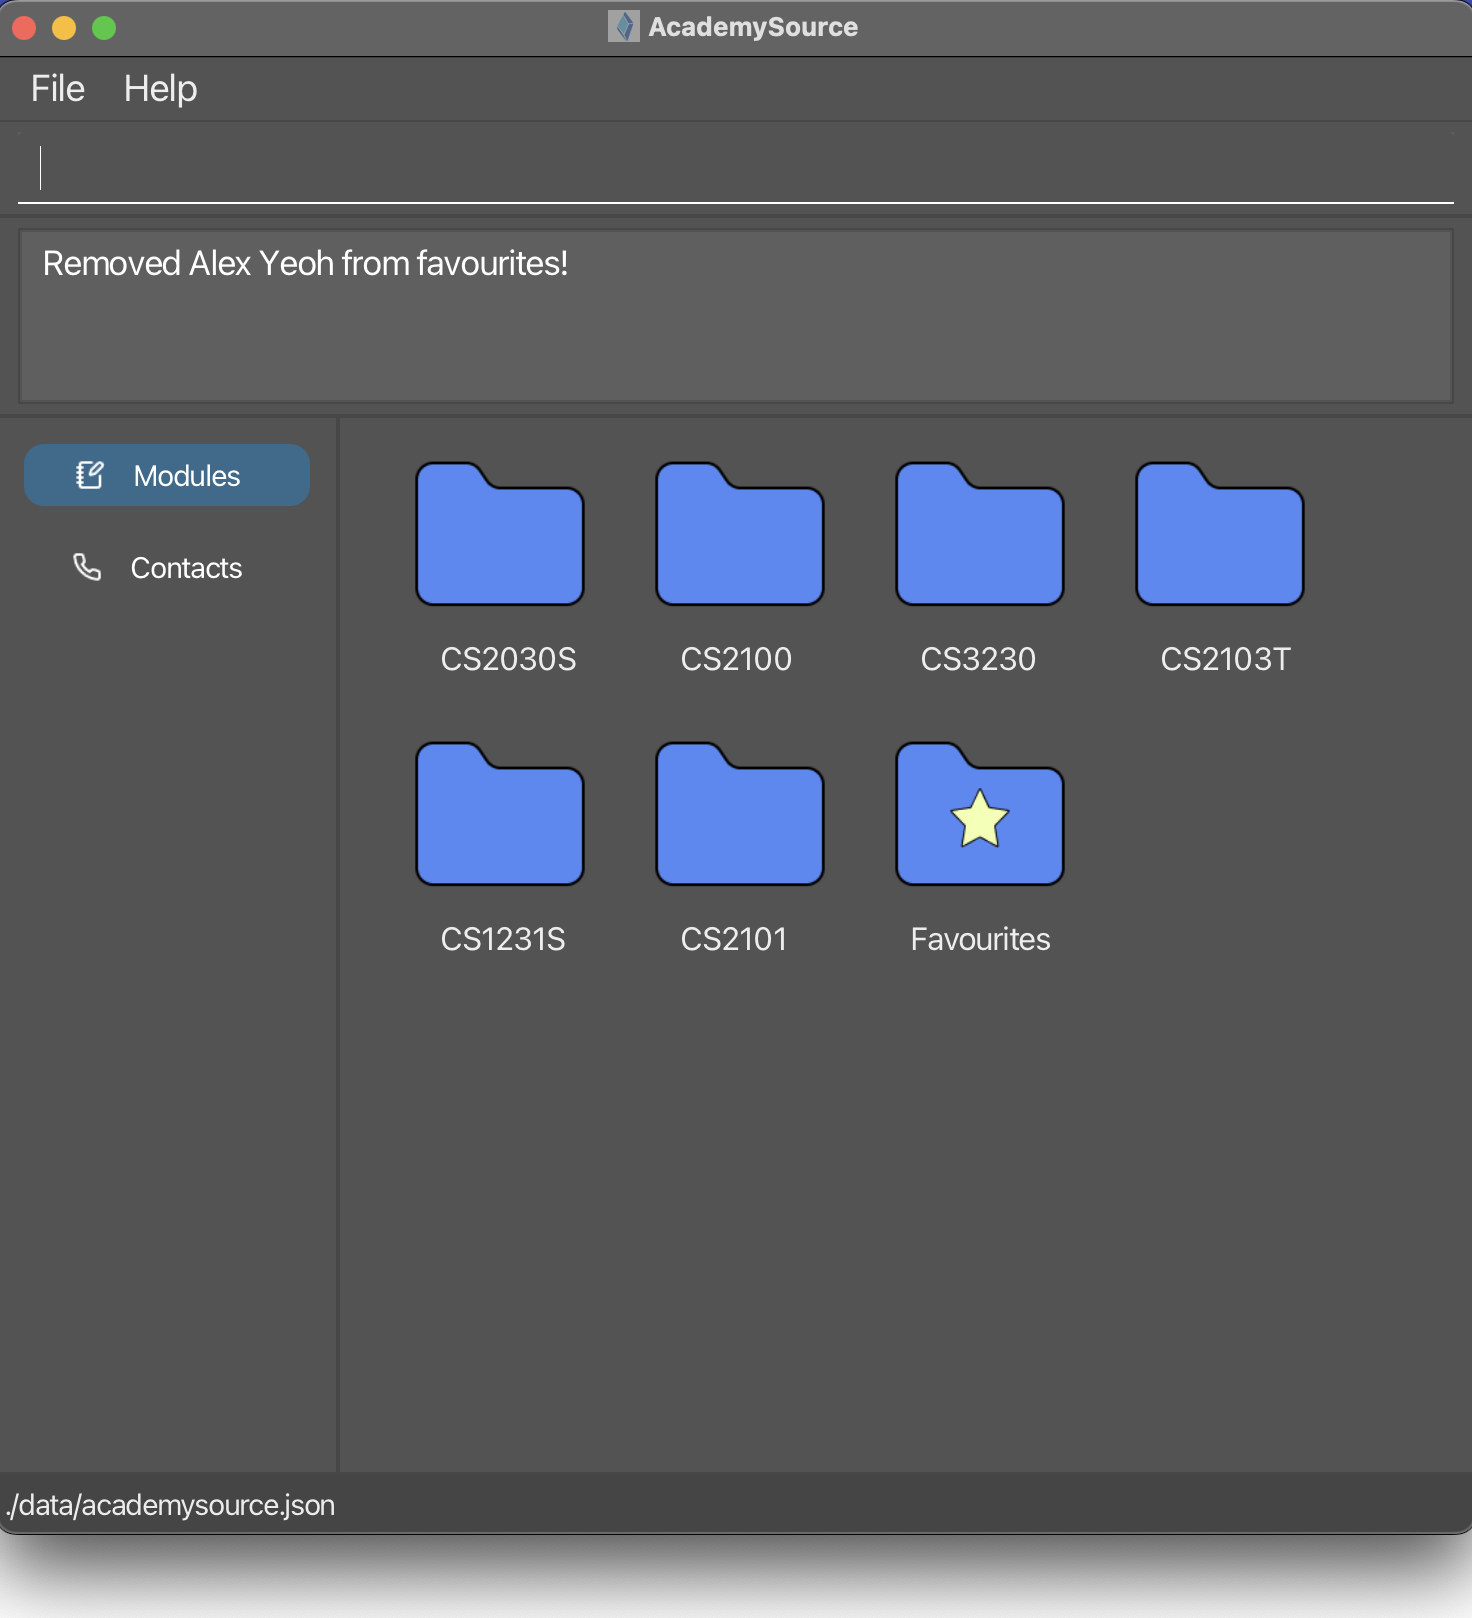 AcademySource
File Help
Removed Alex Yeoh from favourites!
Modules
Contacts
CS2030S CS2100 CS3230 CS2103T
CS1231S CS2101 Favourites
./data/academysource.json